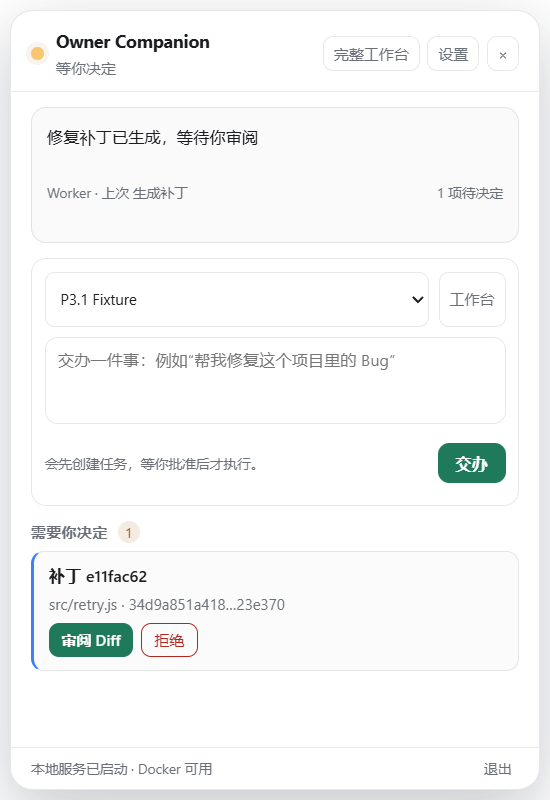 Owner Companion
等你决定
完整工作台
设置
×
修复补丁已生成，等待你审阅
Worker · 上次 生成补丁
1 项待决定
P3.1 Fixture
工作台
交办一件事：例如“帮我修复这个项目里的 Bug”
会先创建任务，等你批准后才执行。
交办
需要你决定
1
补丁 e11fac62
src/retry.js · 34d9a851a418…23e370
审阅 Diff
拒绝
本地服务已启动 · Docker 可用
退出